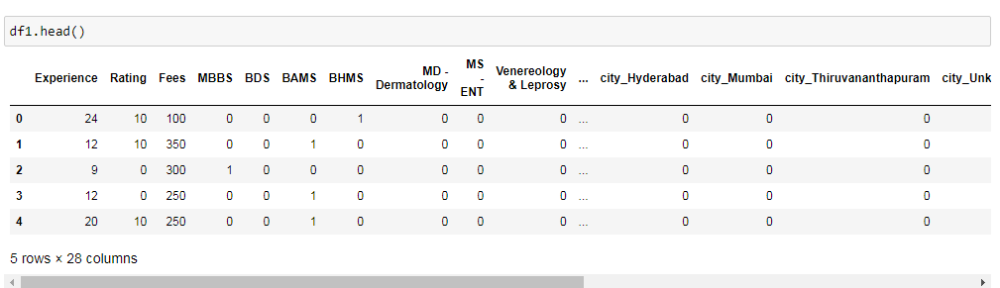 df1.head()
Experience Rating Fees MBBS BDS BAMS BHMS MD - Dermatology MS - ENT Venereology & Leprosy ... city_Hyderabad city_Mumbai city_Thiruvananthapuram city_Unk
0 24 10 100 0 0 0 1 0 0 0 ... 0 0 0
1 12 10 350 0 0 1 0 0 0 0 ... 0 0 0
2 9 0 300 1 0 0 0 0 0 0 ... 0 0 0
3 12 0 250 0 0 1 0 0 0 0 ... 0 0 0
4 20 10 250 0 0 1 0 0 0 0 ... 0 0 0
5 rows × 28 columns